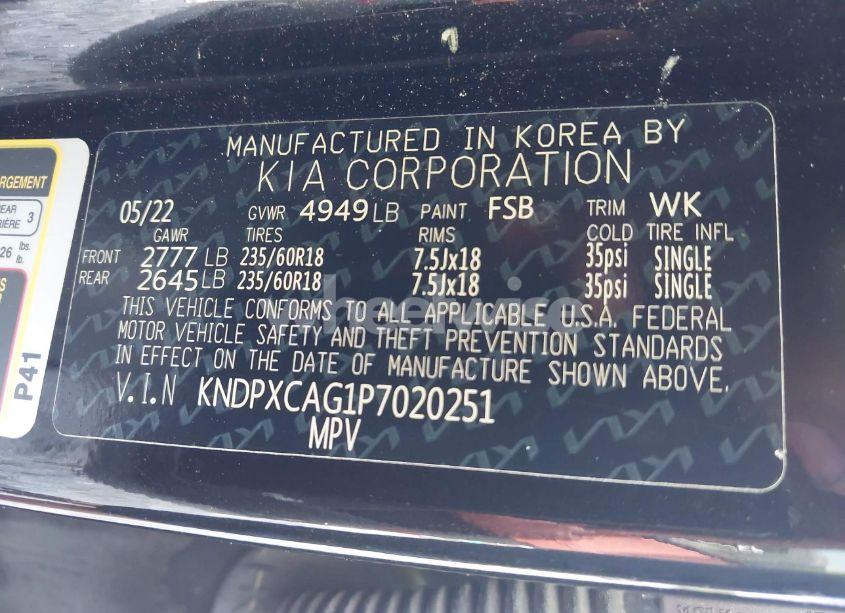 MANUFACTURED IN KOREA BY
KIA CORPORATION
05/22 GVWR 4949 LB PAINT FSB TRIM WK
GAWR TIRES RIMS COLD TIRE INFL
FRONT 2777 LB 235/60R18 7.5Jx18 35psi SINGLE
REAR 2645 LB 235/60R18 7.5Jx18 35psi SINGLE
THIS VEHICLE CONFORMS TO ALL APPLICABLE U.S.A. FEDERAL
MOTOR VEHICLE SAFETY AND THEFT PREVENTION STANDARDS
IN EFFECT ON THE DATE OF MANUFACTURE SHOWN ABOVE.
V.I.N KNDPXCAG1P7020251
MPV
3
lbs.
lb.
P41